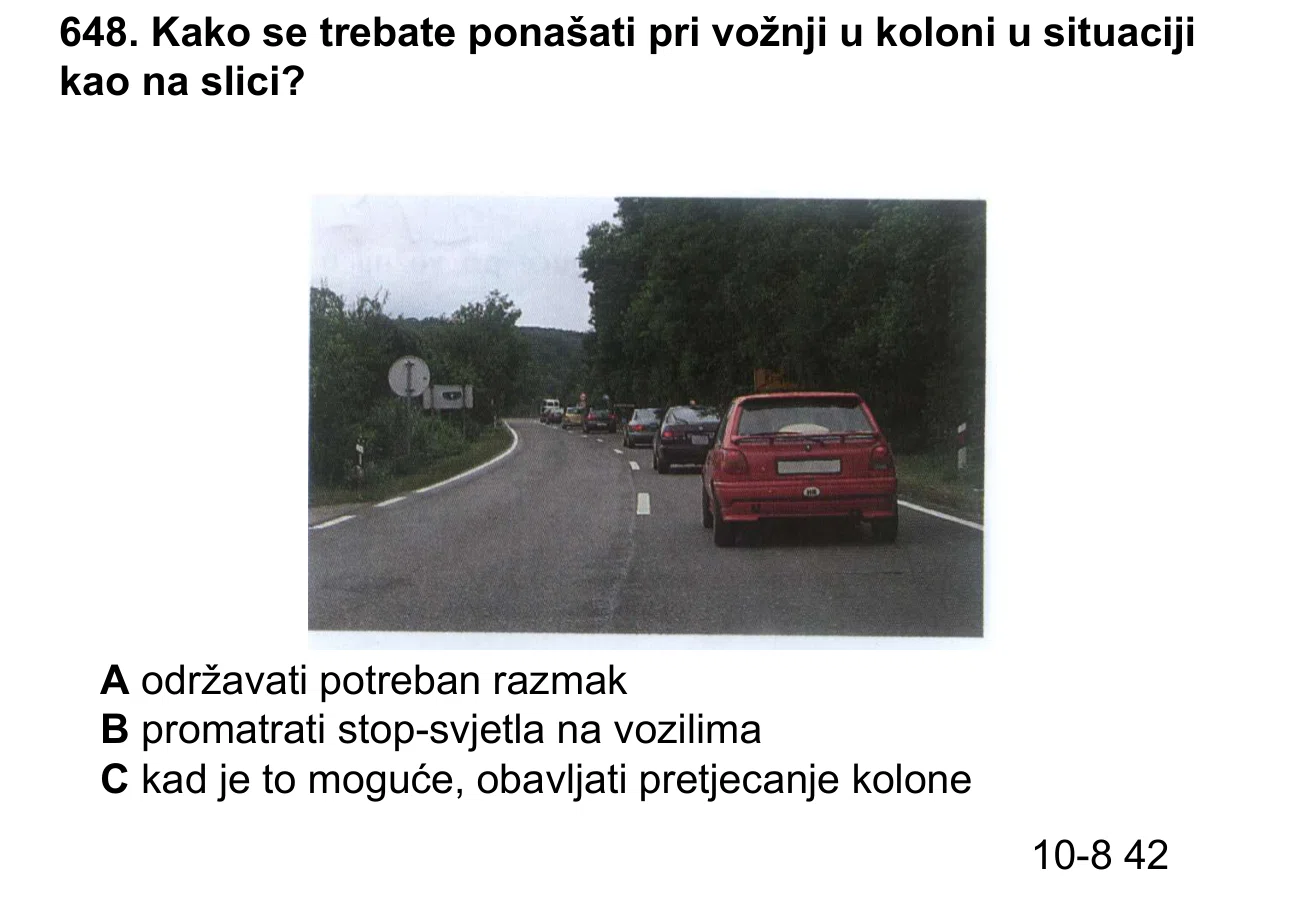 648. Kako se trebate ponašati pri vožnji u koloni u situaciji
kao na slici?
A održavati potreban razmak
B promatrati stop-svjetla na vozilima
C kad je to moguće, obavljati pretjecanje kolone
10-8 42